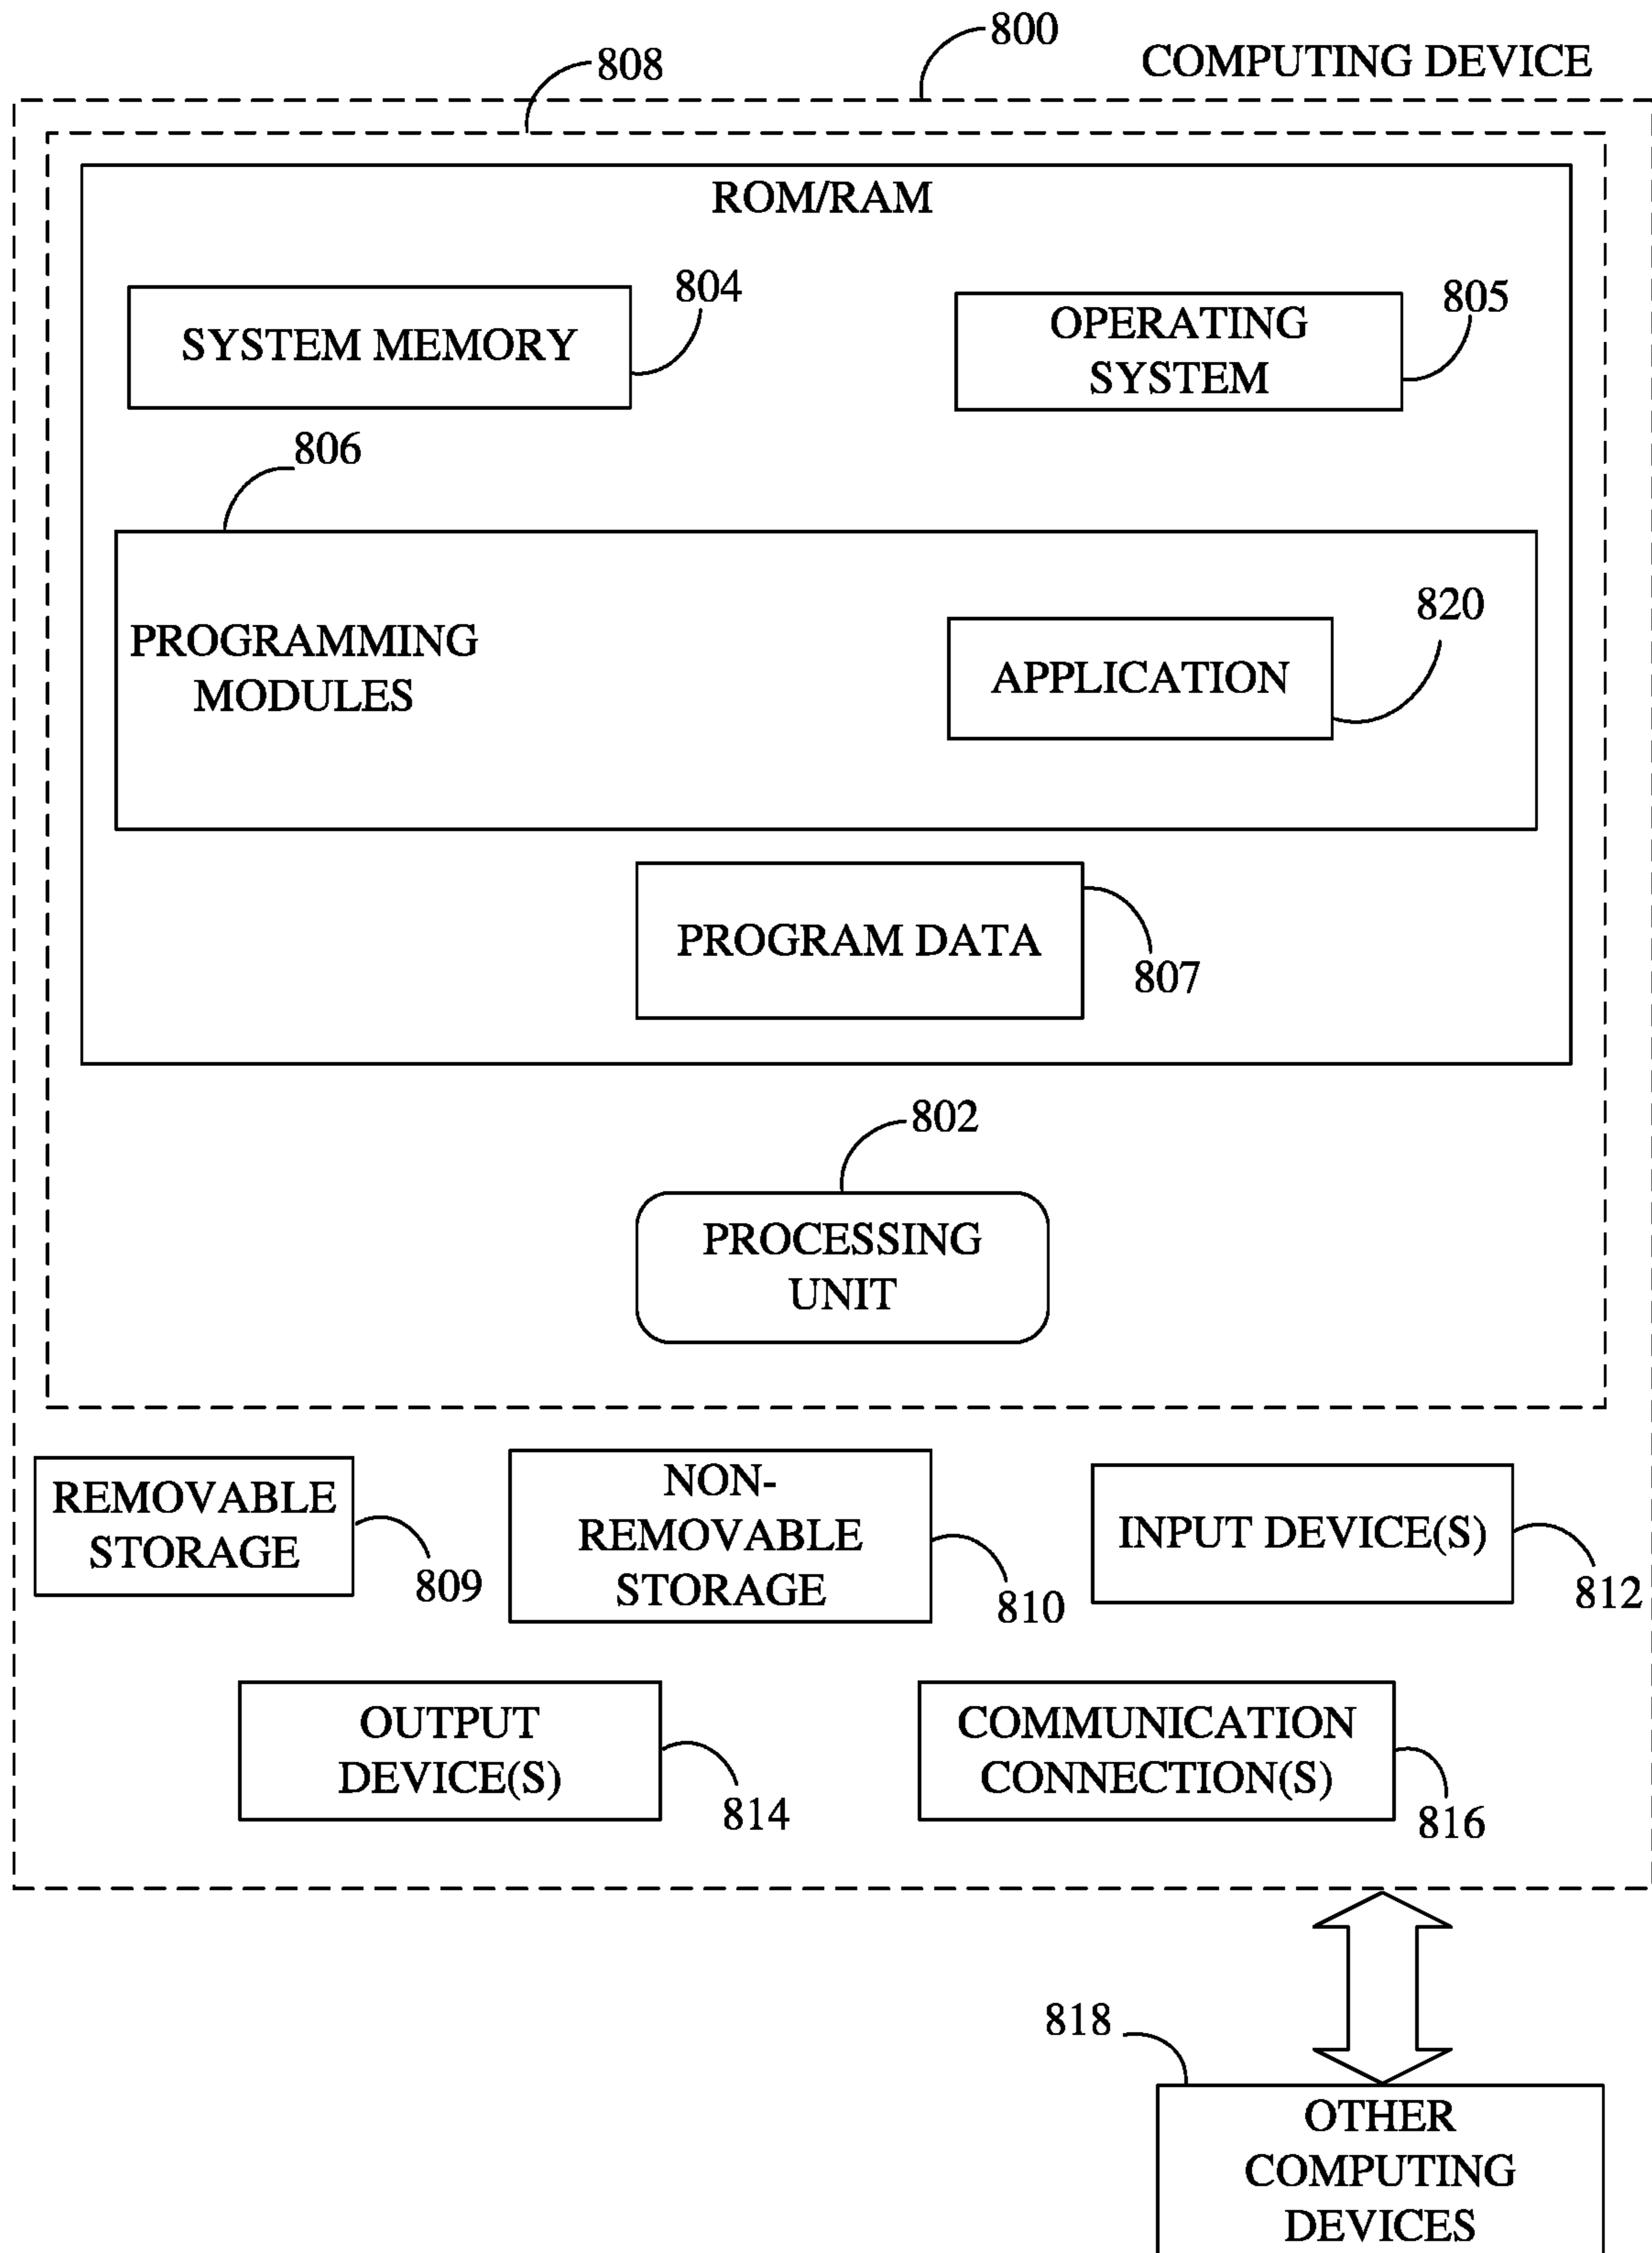 800
COMPUTING DEVICE
808
ROM/RAM
804
SYSTEM MEMORY
805
OPERATING
SYSTEM
806
PROGRAMMING
MODULES
820
APPLICATION
PROGRAM DATA
807
802
PROCESSING
UNIT
REMOVABLE
STORAGE
809
NON-
REMOVABLE
STORAGE
810
INPUT DEVICE(S)
812
OUTPUT
DEVICE(S)
814
COMMUNICATION
CONNECTION(S)
816
818
OTHER
COMPUTING
DEVICES